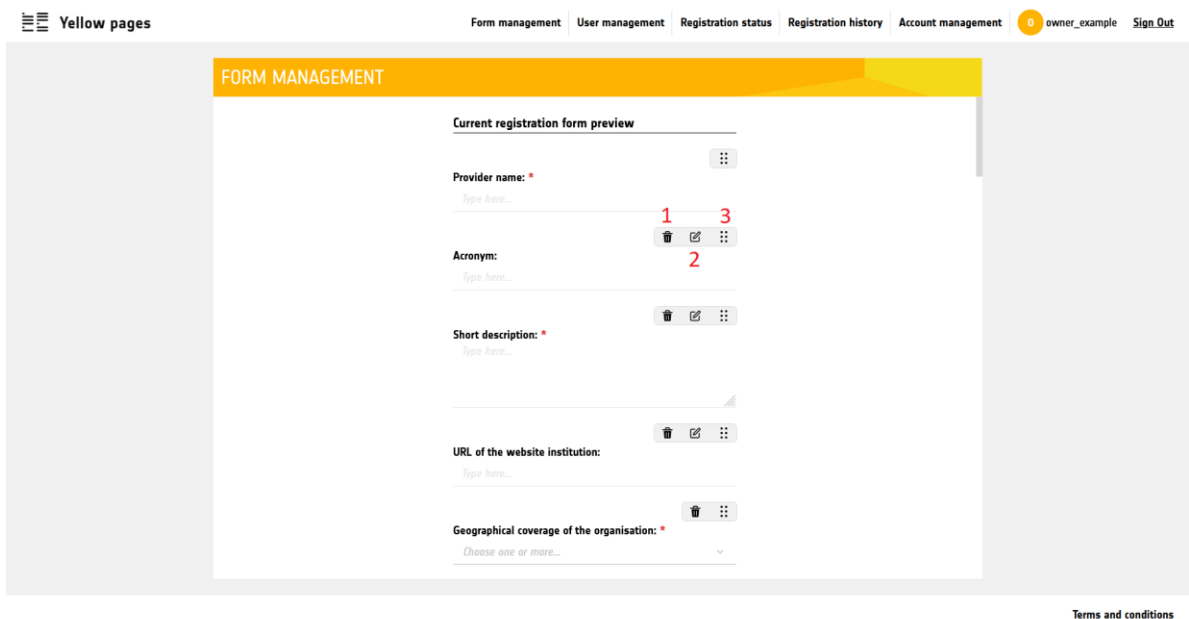 Yellow pages
Form management User management Registration status Registration history Account management 0 owner_example Sign Out
FORM MANAGEMENT
Current registration form preview
Provider name: *
Type here...
1 3
2
Acronym:
Type here...
Short description: *
Type here...
URL of the website institution:
Type here...
Geographical coverage of the organisation: *
Choose one or more...
Terms and conditions